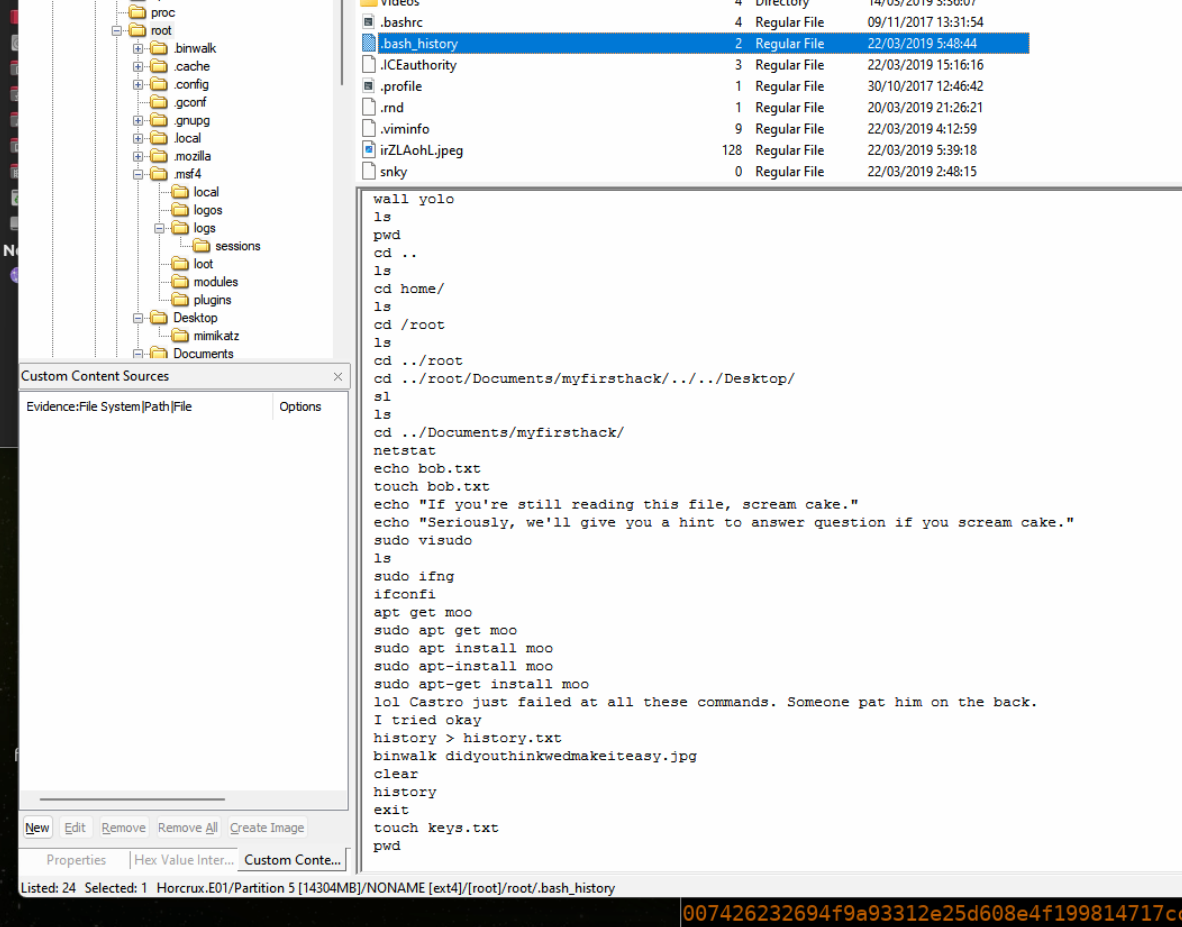 proc
root
.binwalk
.cache
.config
.gconf
.gnupg
.local
.mozilla
.msf4
local
logos
logs
sessions
loot
modules
plugins
Desktop
mimikatz
Documents
Videos 4 Directory 14/03/2019 5:36:07
.bashrc 4 Regular File 09/11/2017 13:31:54
.bash_history 2 Regular File 22/03/2019 5:48:44
.ICEauthority 3 Regular File 22/03/2019 15:16:16
.profile 1 Regular File 30/10/2017 12:46:42
.rnd 1 Regular File 20/03/2019 21:26:21
.viminfo 9 Regular File 22/03/2019 4:12:59
irZLAohL.jpeg 128 Regular File 22/03/2019 5:39:18
snky 0 Regular File 22/03/2019 2:48:15
wall yolo
ls
pwd
cd ..
ls
cd home/
ls
cd /root
ls
cd ../root
cd ../root/Documents/myfirsthack/../../Desktop/
sl
ls
cd ../Documents/myfirsthack/
netstat
echo bob.txt
touch bob.txt
echo "If you're still reading this file, scream cake."
echo "Seriously, we'll give you a hint to answer question if you scream cake."
sudo visudo
ls
sudo ifng
ifconfi
apt get moo
sudo apt get moo
sudo apt install moo
sudo apt-install moo
sudo apt-get install moo
lol Castro just failed at all these commands. Someone pat him on the back.
I tried okay
history > history.txt
binwalk didyouthinkwedmakeiteasy.jpg
clear
history
exit
touch keys.txt
pwd
Custom Content Sources
Evidence:File System|Path|File Options
New Edit Remove Remove All Create Image
Properties Hex Value Inter... Custom Conte...
Listed: 24 Selected: 1 Horcrux.E01/Partition 5 [14304MB]/NONAME [ext4]/[root]/root/.bash_history
007426232694f9a93312e25d608e4f199814717c